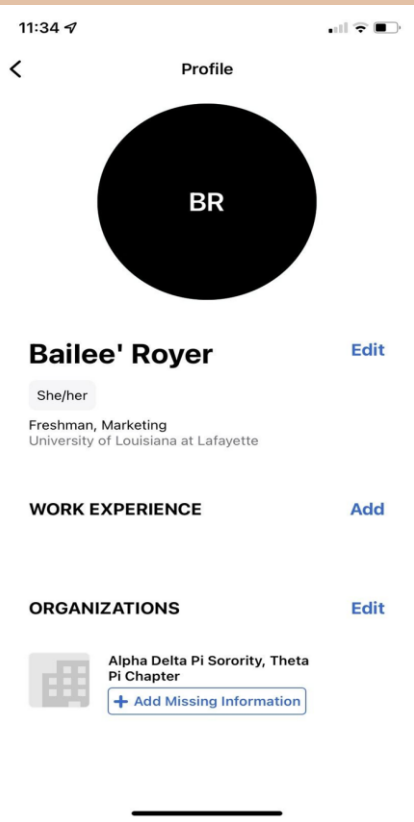 11:34
Profile
BR
Bailee' Royer
Edit
She/her
Freshman, Marketing
University of Louisiana at Lafayette
WORK EXPERIENCE
Add
ORGANIZATIONS
Edit
Alpha Delta Pi Sorority, Theta
Pi Chapter
+ Add Missing Information